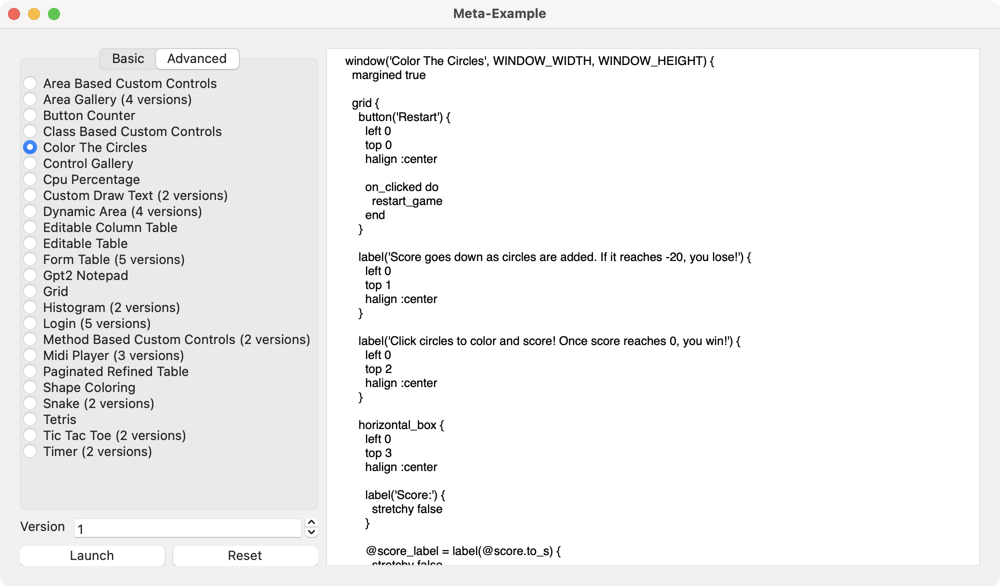 Meta-Example
Basic
Advanced
Area Based Custom Controls
Area Gallery (4 versions)
Button Counter
Class Based Custom Controls
Color The Circles
Control Gallery
Cpu Percentage
Custom Draw Text (2 versions)
Dynamic Area (4 versions)
Editable Column Table
Editable Table
Form Table (5 versions)
Gpt2 Notepad
Grid
Histogram (2 versions)
Login (5 versions)
Method Based Custom Controls (2 versions)
Midi Player (3 versions)
Paginated Refined Table
Shape Coloring
Snake (2 versions)
Tetris
Tic Tac Toe (2 versions)
Timer (2 versions)
Version
1
Launch
Reset
window('Color The Circles', WINDOW_WIDTH, WINDOW_HEIGHT) {
margined true
grid {
button('Restart') {
left 0
top 0
halign :center
on_clicked do
restart_game
end
}
label('Score goes down as circles are added. If it reaches -20, you lose!') {
left 0
top 1
halign :center
}
label('Click circles to color and score! Once score reaches 0, you win!') {
left 0
top 2
halign :center
}
horizontal_box {
left 0
top 3
halign :center
label('Score:') {
stretchy false
}
@score_label = label(@score.to_s) {
stretchy false